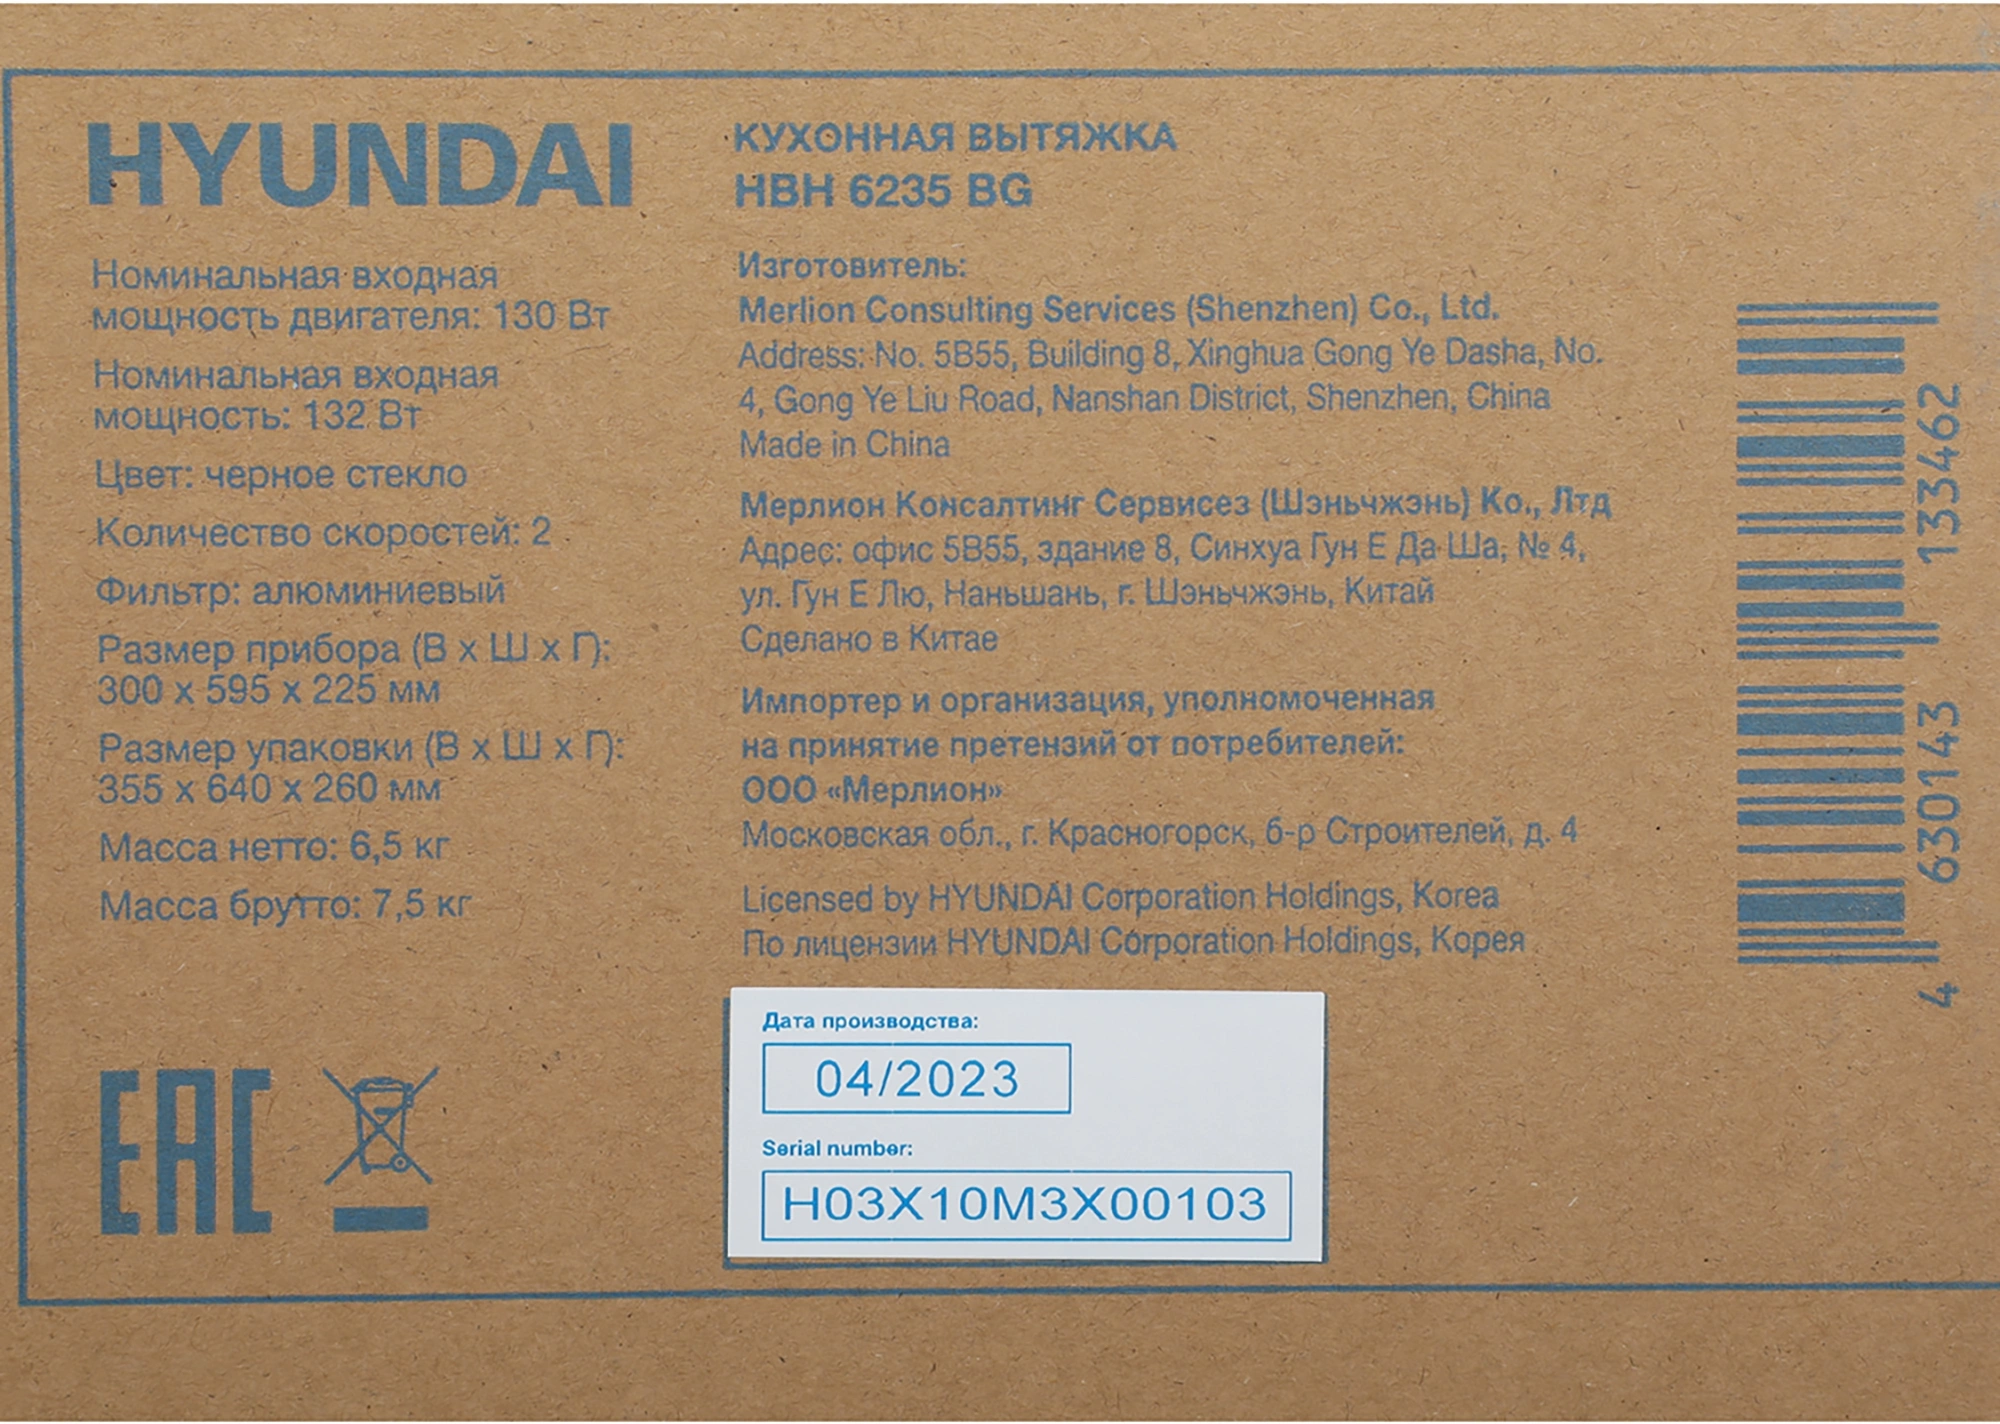 HYUNDAI
Номинальная входная
мощность двигателя: 130 Вт
Номинальная входная
мощность: 132 Вт
Цвет: черное стекло
Количество скоростей: 2
Фильтр: алюминиевый
Размер прибора (В x Ш x Г):
300 x 595 x 225 мм
Размер упаковки (В x Ш x Г):
355 x 640 x 260 мм
Масса нетто: 6,5 кг
Масса брутто: 7,5 кг
EAC
КУХОННАЯ ВЫТЯЖКА
HBH 6235 BG
Изготовитель:
Merlion Consulting Services (Shenzhen) Co., Ltd.
Address: No. 5B55, Building 8, Xinghua Gong Ye Dasha, No.
4, Gong Ye Liu Road, Nanshan District, Shenzhen, China
Made in China
Мерлион Консалтинг Сервисез (Шэньчжэнь) Ко., Лтд
Адрес: офис 5B55, здание 8, Синхуа Гун Е Да Ша, № 4,
ул. Гун Е Лю, Наньшань, г. Шэньчжэнь, Китай
Сделано в Китае
Импортер и организация, уполномоченная
на принятие претензий от потребителей:
ООО «Мерлион»
Московская обл., г. Красногорск, б-р Строителей, д. 4
Licensed by HYUNDAI Corporation Holdings, Korea
По лицензии HYUNDAI Corporation Holdings, Корея
Дата производства:
04/2023
Serial number:
H03X10M3X00103
4 630143 133462